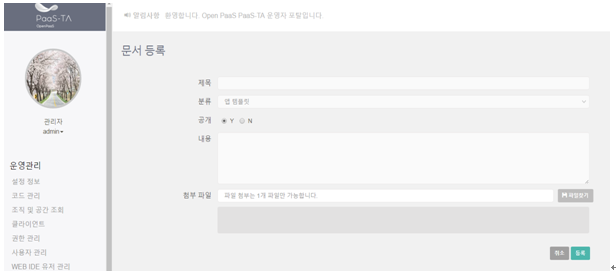 PaaS-TA
OpenPaaS
알림사항 환영합니다. Open PaaS PaaS-TA 운영자 포탈입니다.
관리자
admin
운영관리
설정 정보
코드 관리
조직 및 공간 조회
클라이언트
권한 관리
사용자 관리
WEB IDE 유저 관리
문서 등록
제목
분류 앱 템플릿
공개 Y N
내용
첨부 파일 파일 첨부는 1개 파일만 가능합니다. 파일찾기
취소 등록